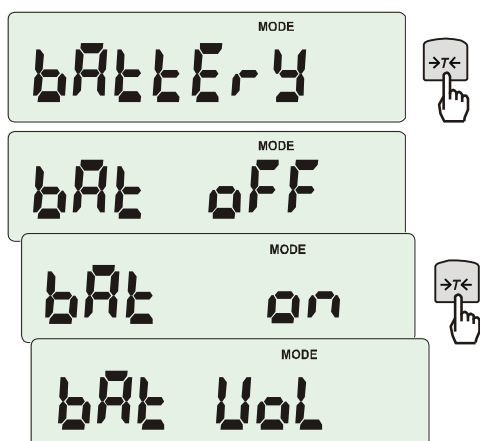 MODE
bAttErY
→T←
MODE
bAt oFF
MODE
bAt on
→T←
MODE
bAt UoL